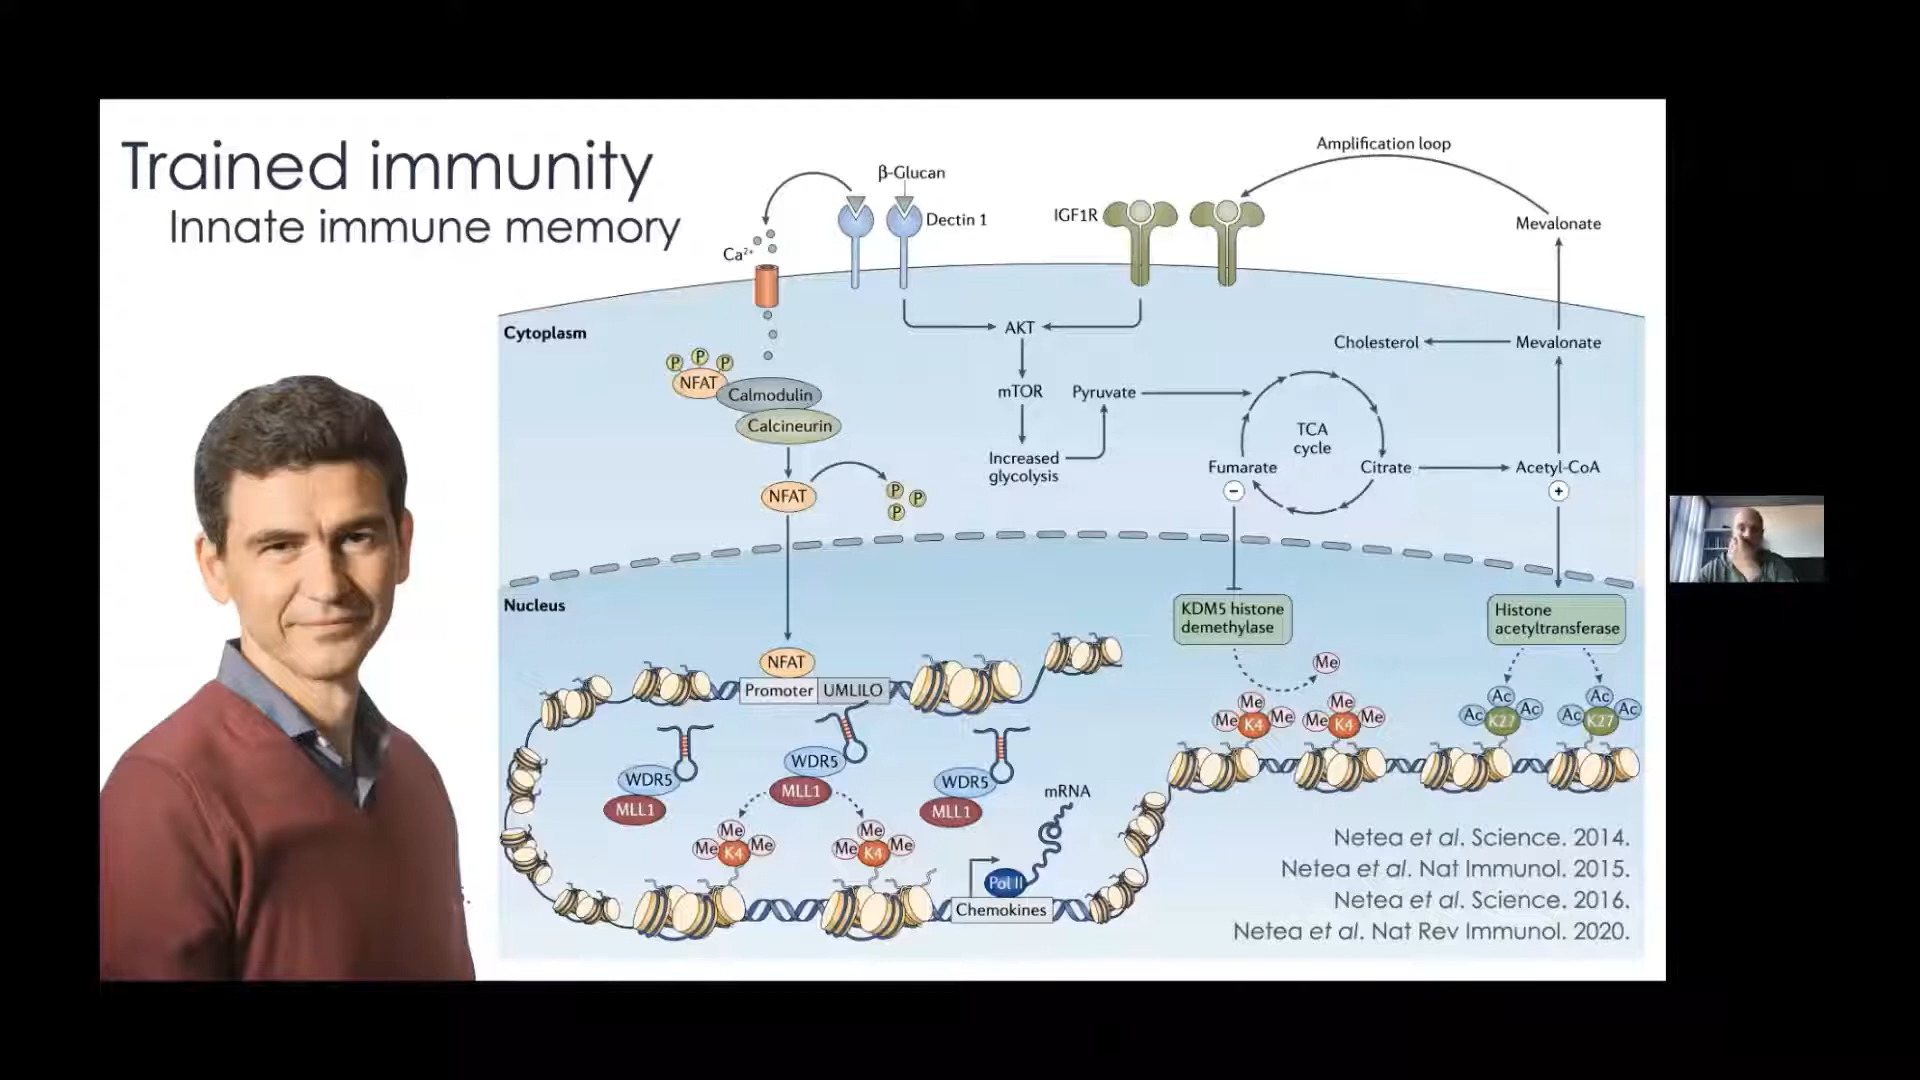 Trained immunity
Innate immune memory
Amplification loop
β-Glucan
Dectin 1
IGF1R
Mevalonate
Ca²⁺
Cytoplasm
AKT
Cholesterol
Mevalonate
P
P
P
NFAT
Calmodulin
Calcineurin
mTOR
Pyruvate
TCA
cycle
Increased
glycolysis
Fumarate
Citrate
Acetyl-CoA
NFAT
P
P
P
−
+
Nucleus
KDM5 histone
demethylase
Histone
acetyltransferase
NFAT
Promoter
UMLILO
Me
Me
Me
Me
K4
Me
Me
K4
Me
Ac
Ac
K27
Ac
Ac
Ac
K27
Ac
WDR5
MLL1
WDR5
MLL1
WDR5
MLL1
mRNA
Me
Me
K4
Me
Me
Me
K4
Me
Pol II
Chemokines
Netea et al. Science. 2014.
Netea et al. Nat Immunol. 2015.
Netea et al. Science. 2016.
Netea et al. Nat Rev Immunol. 2020.